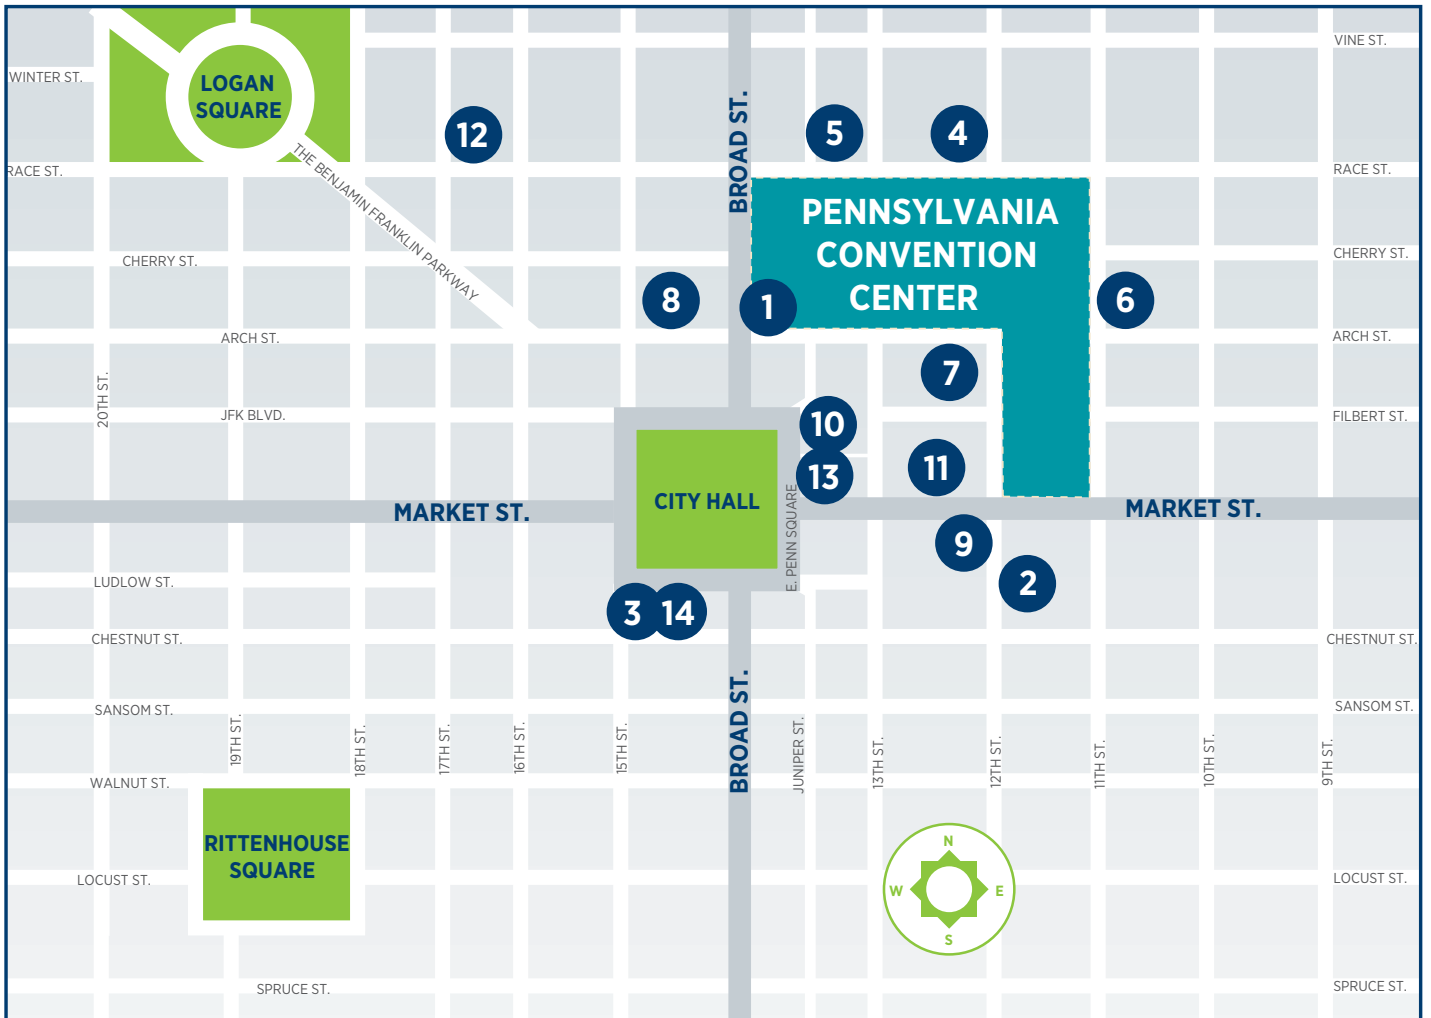 VINE ST.
WINTER ST.
LOGAN
SQUARE
12
BROAD ST.
5
4
RACE ST.
RACE ST.
THE BENJAMIN FRANKLIN PARKWAY
PENNSYLVANIA
CONVENTION
CENTER
CHERRY ST.
CHERRY ST.
8
1
6
ARCH ST.
ARCH ST.
7
20TH ST.
JFK BLVD.
10
FILBERT ST.
11
13
CITY HALL
MARKET ST.
MARKET ST.
E. PENN SQUARE
9
2
LUDLOW ST.
3
14
CHESTNUT ST.
CHESTNUT ST.
SANSOM ST.
SANSOM ST.
19TH ST.
18TH ST.
17TH ST.
16TH ST.
15TH ST.
BROAD ST.
JUNIPER ST.
13TH ST.
12TH ST.
11TH ST.
10TH ST.
9TH ST.
WALNUT ST.
RITTENHOUSE
SQUARE
N
W
E
S
LOCUST ST.
LOCUST ST.
SPRUCE ST.
SPRUCE ST.